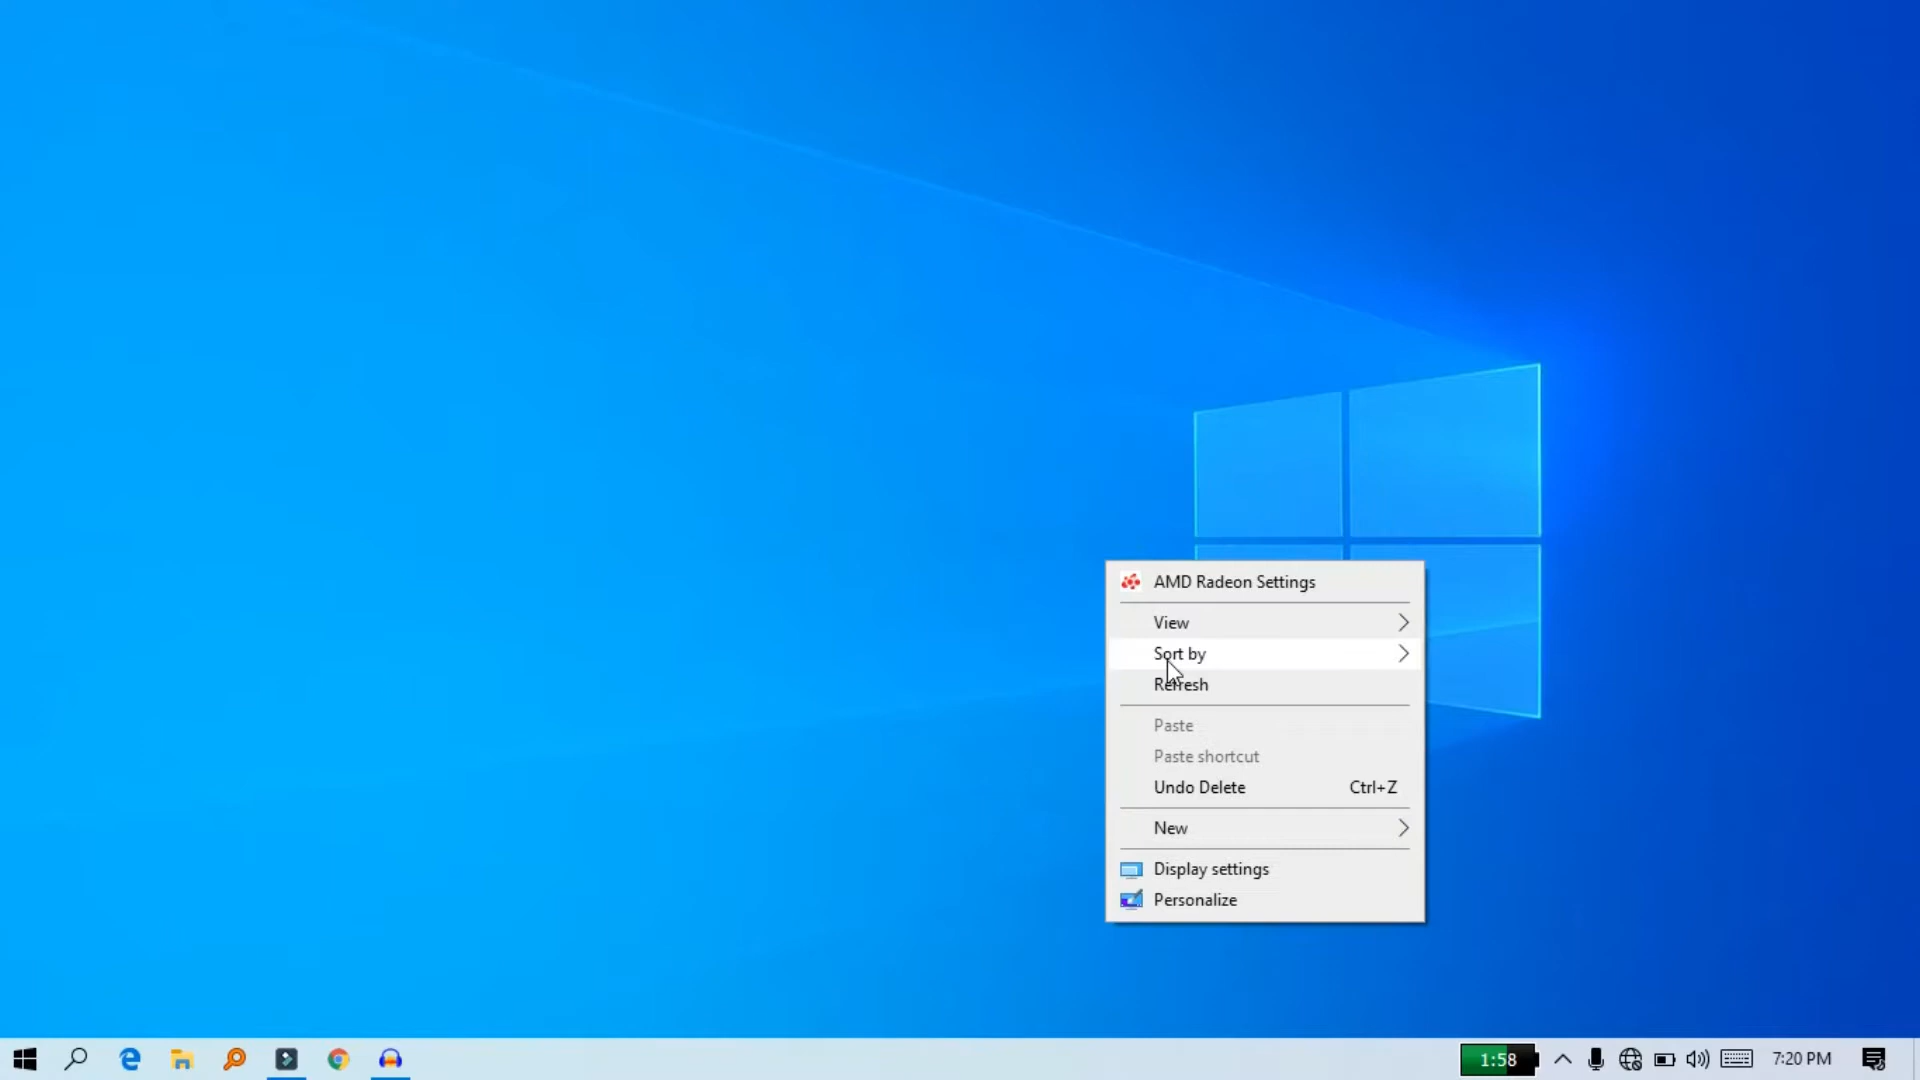 AMD Radeon Settings
View
Sort by
Refresh
Paste
Paste shortcut
Undo Delete Ctrl+Z
New
Display settings
Personalize
1:58
7:20 PM